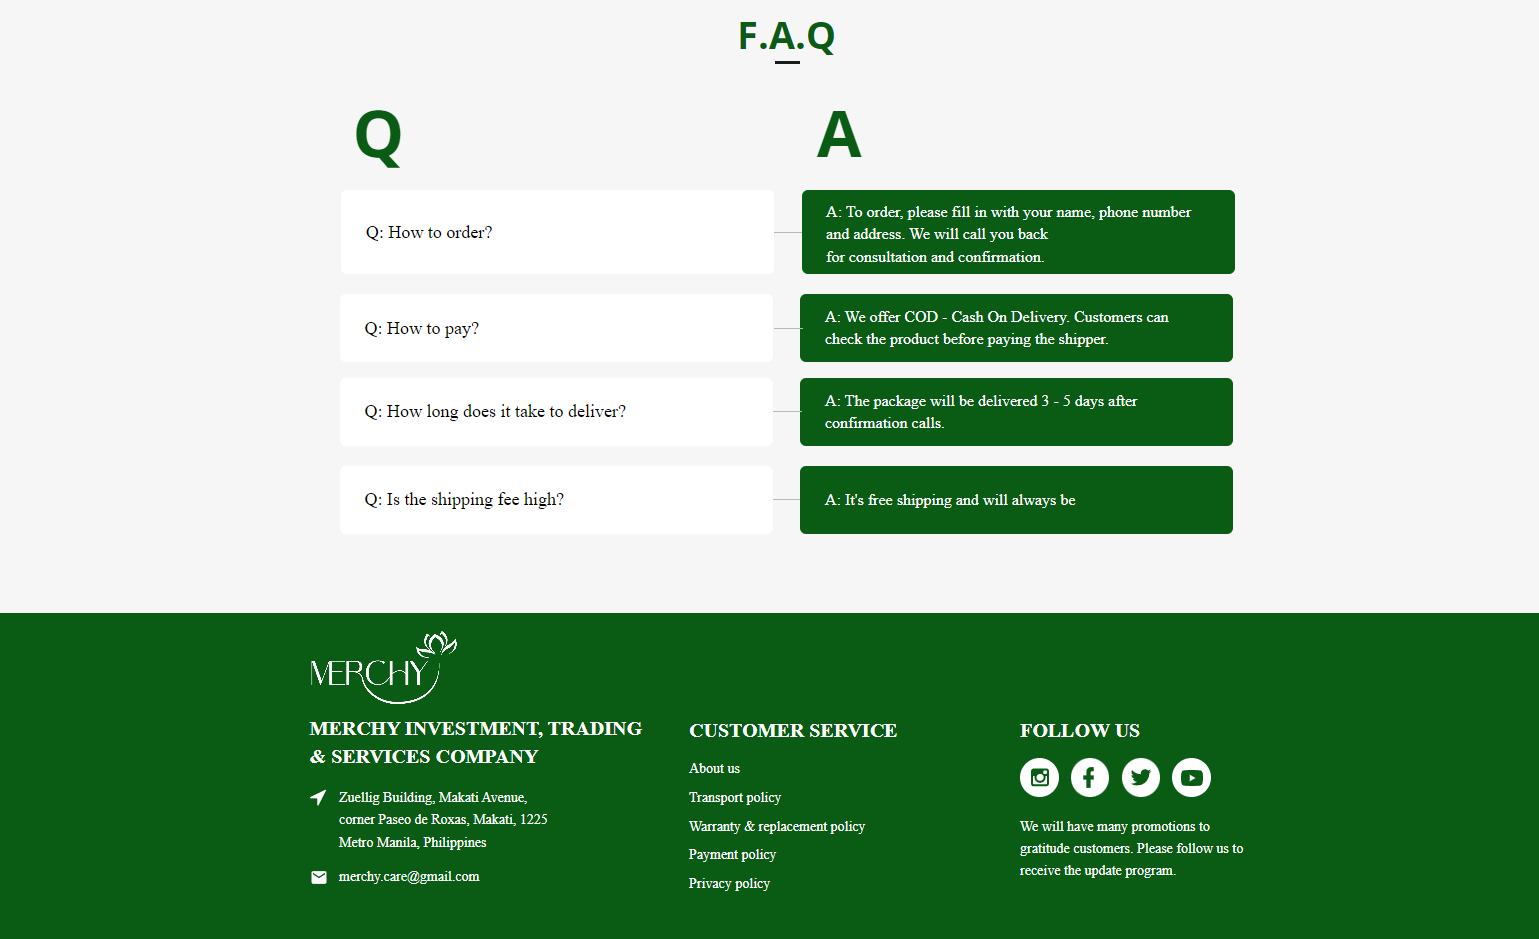 F.A.Q
Q
A
Q: How to order?
A: To order, please fill in with your name, phone number
and address. We will call you back
for consultation and confirmation.
Q: How to pay?
A: We offer COD - Cash On Delivery. Customers can
check the product before paying the shipper.
Q: How long does it take to deliver?
A: The package will be delivered 3 - 5 days after
confirmation calls.
Q: Is the shipping fee high?
A: It's free shipping and will always be
MERCHY
MERCHY INVESTMENT, TRADING
& SERVICES COMPANY
Zuellig Building, Makati Avenue,
corner Paseo de Roxas, Makati, 1225
Metro Manila, Philippines
merchy.care@gmail.com
CUSTOMER SERVICE
About us
Transport policy
Warranty & replacement policy
Payment policy
Privacy policy
FOLLOW US
We will have many promotions to
gratitude customers. Please follow us to
receive the update program.